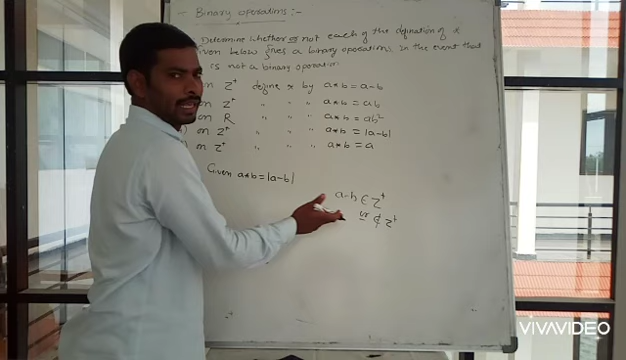 - Binary operations :-
Determine whether or not each of the definition of *
given below gives a binary operation, in the event that
is not a binary operation
on Z⁺ define * by a*b = a-b
on Z⁺ " " " a*b = ab
on R " " " a*b = ab²
on Z⁺ " " " a*b = |a-b|
on Z⁺ " " " a*b = a
Given a*b = |a-b|
a-b ∈ Z⁺
or ∉ Z⁺
VIVAVIDEO